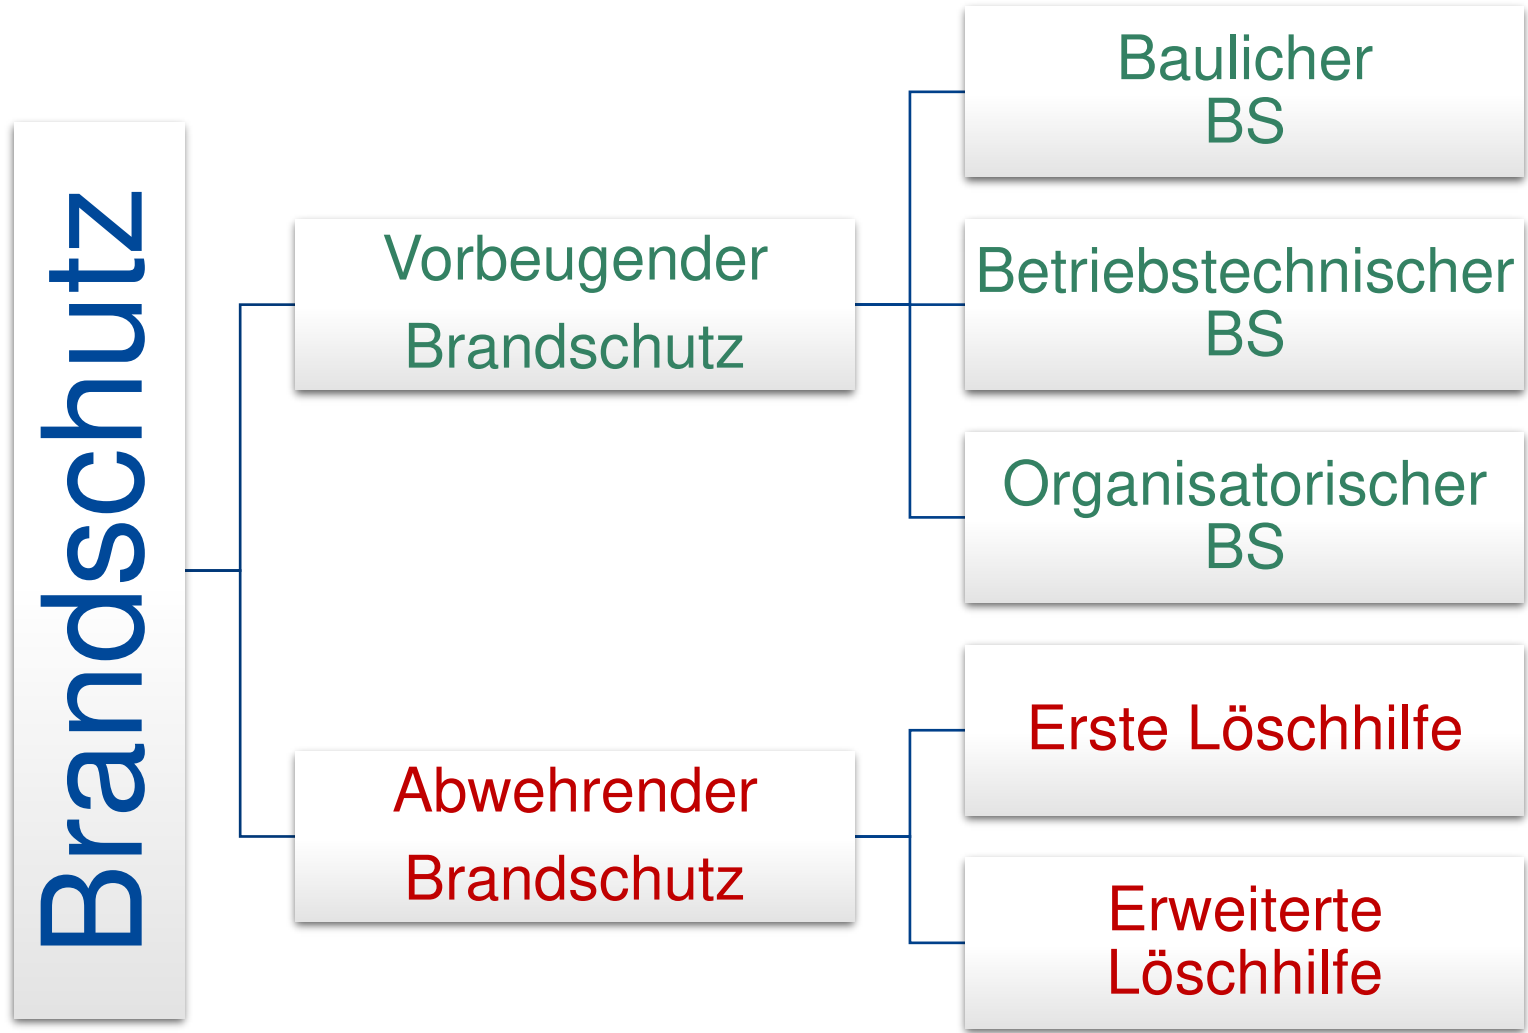 Brandschutz
Vorbeugender
Brandschutz
Baulicher
BS
Betriebstechnischer
BS
Organisatorischer
BS
Abwehrender
Brandschutz
Erste Löschhilfe
Erweiterte
Löschhilfe